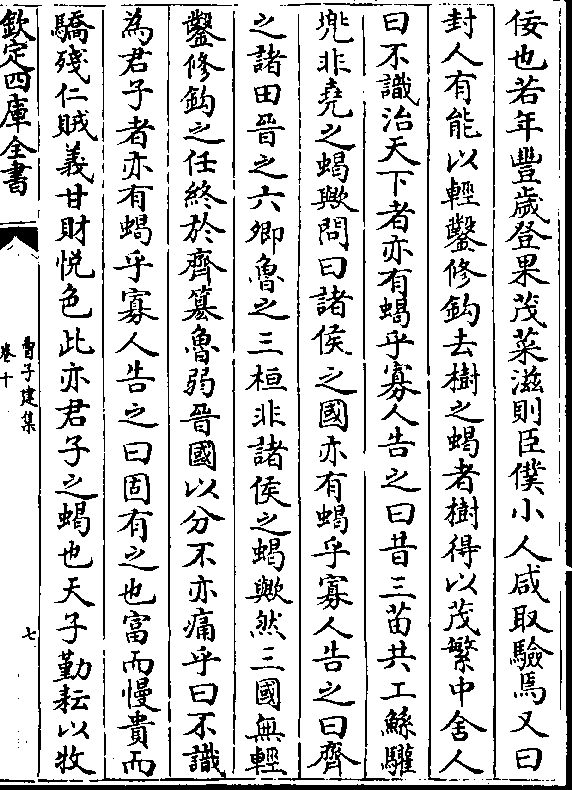 佞也若年豐歲登果茂菜滋則臣僕小人咸取驗焉又曰
封人有能以輕鑿修鈎去樹之蝎者樹得以茂繁中舍人
曰不識治天下者亦有蝎乎寡人告之曰昔三苗共工鯀驩
兠非堯之蝎歟問曰諸侯之國亦有蝎乎寡人告之曰齊
之諸田晉之六卿魯之三桓非諸侯之蝎歟然三國無輕
鑿修鈎之任終於齊簒魯弱晉國以分不亦痛乎曰不識
為君子者亦有蝎乎寡人告之曰固有之也富而慢貴而
驕殘仁賊義甘財悅色此亦君子之蝎也天子勤耘以牧
欽定四庫全書
曹子建集
卷十
七